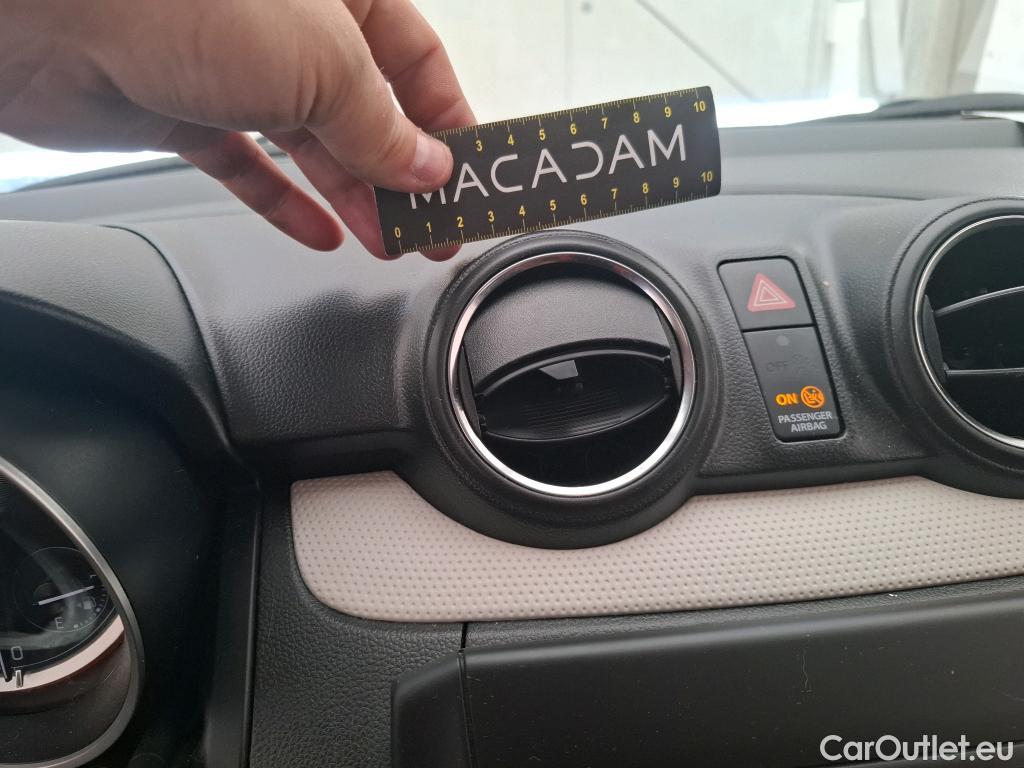 3 4 5 6 7 8 9 10
MACADAM
0 1 2 3 4 5 6 7 8 9 10
OFF
ON
PASSENGER
AIRBAG
E
0
CarOutlet.eu